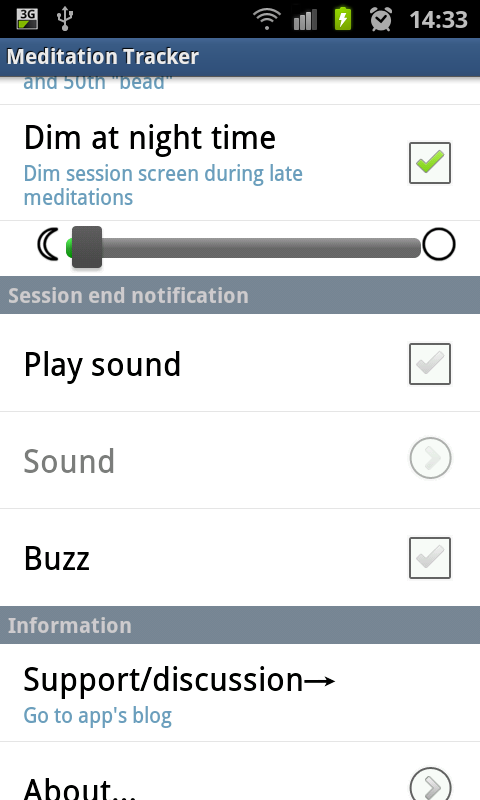 3G
14:33
Meditation Tracker
and 50th "bead"
Dim at night time
Dim session screen during late
meditations
Session end notification
Play sound
Sound
Buzz
Information
Support/discussion→
Go to app's blog
About...